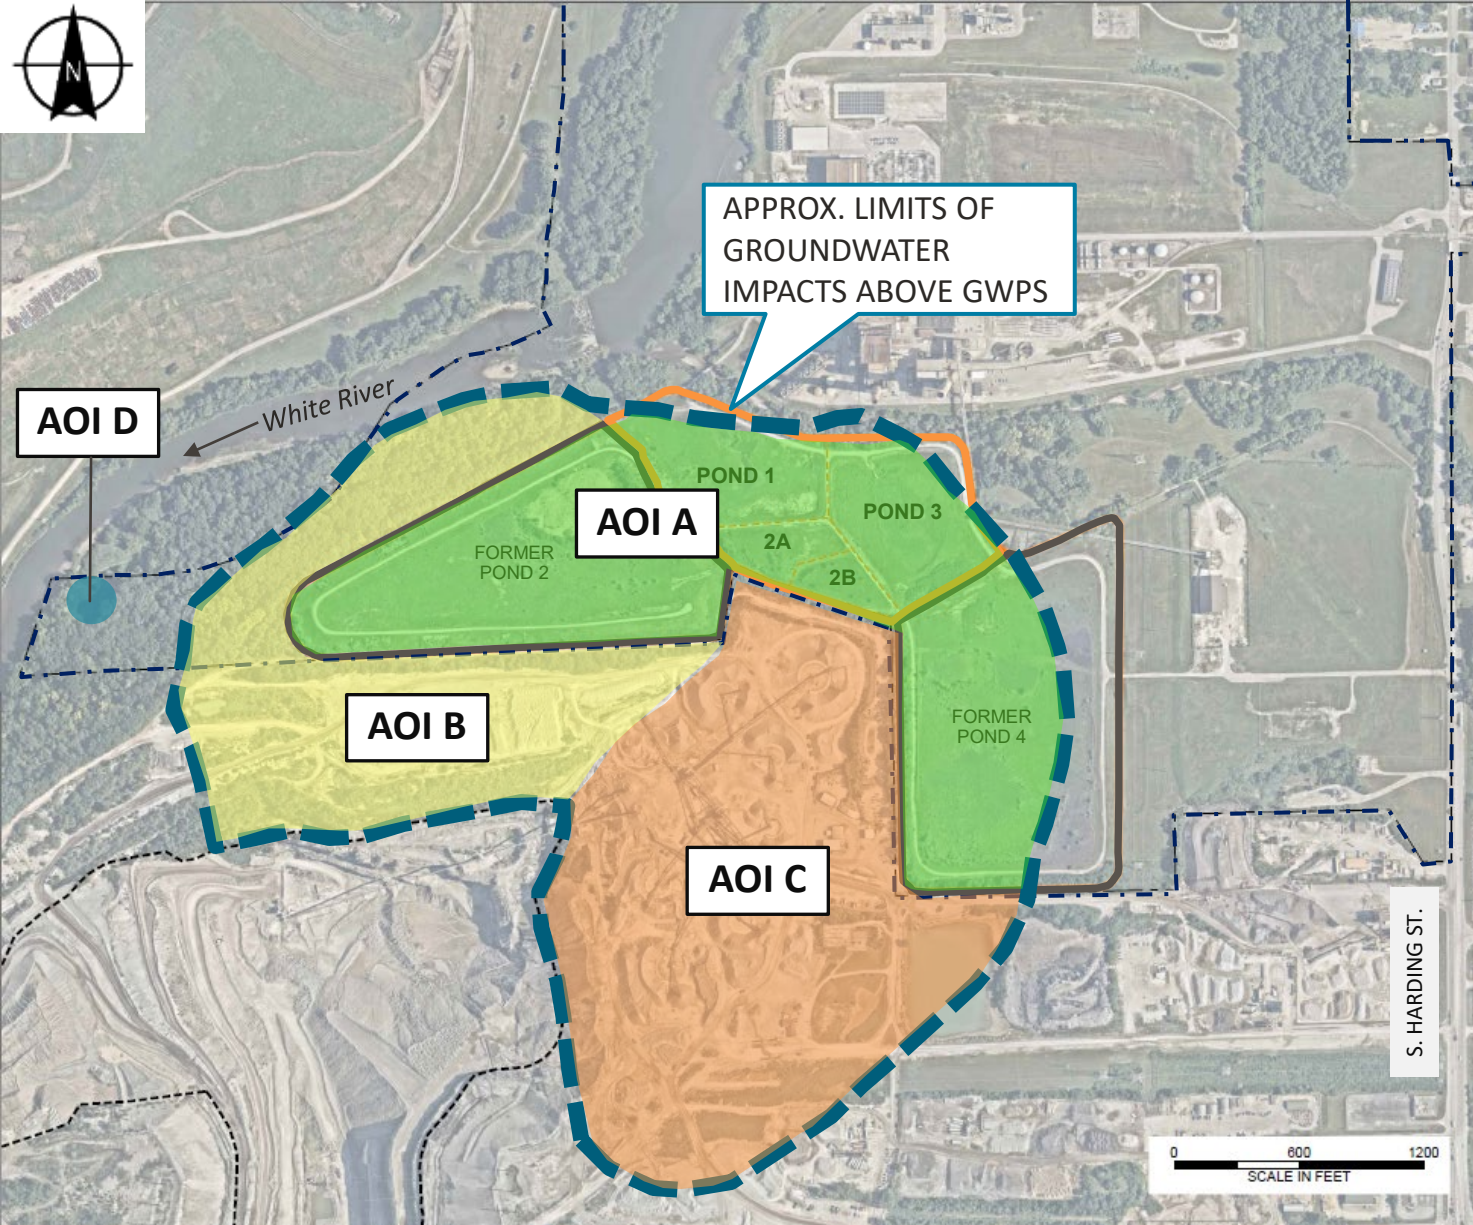 N
APPROX. LIMITS OF
GROUNDWATER
IMPACTS ABOVE GWPS
White River
AOI D
POND 1
AOI A
POND 3
2A
FORMER
POND 2
2B
AOI B
FORMER
POND 4
AOI C
S. HARDING ST.
0 600 1200
SCALE IN FEET